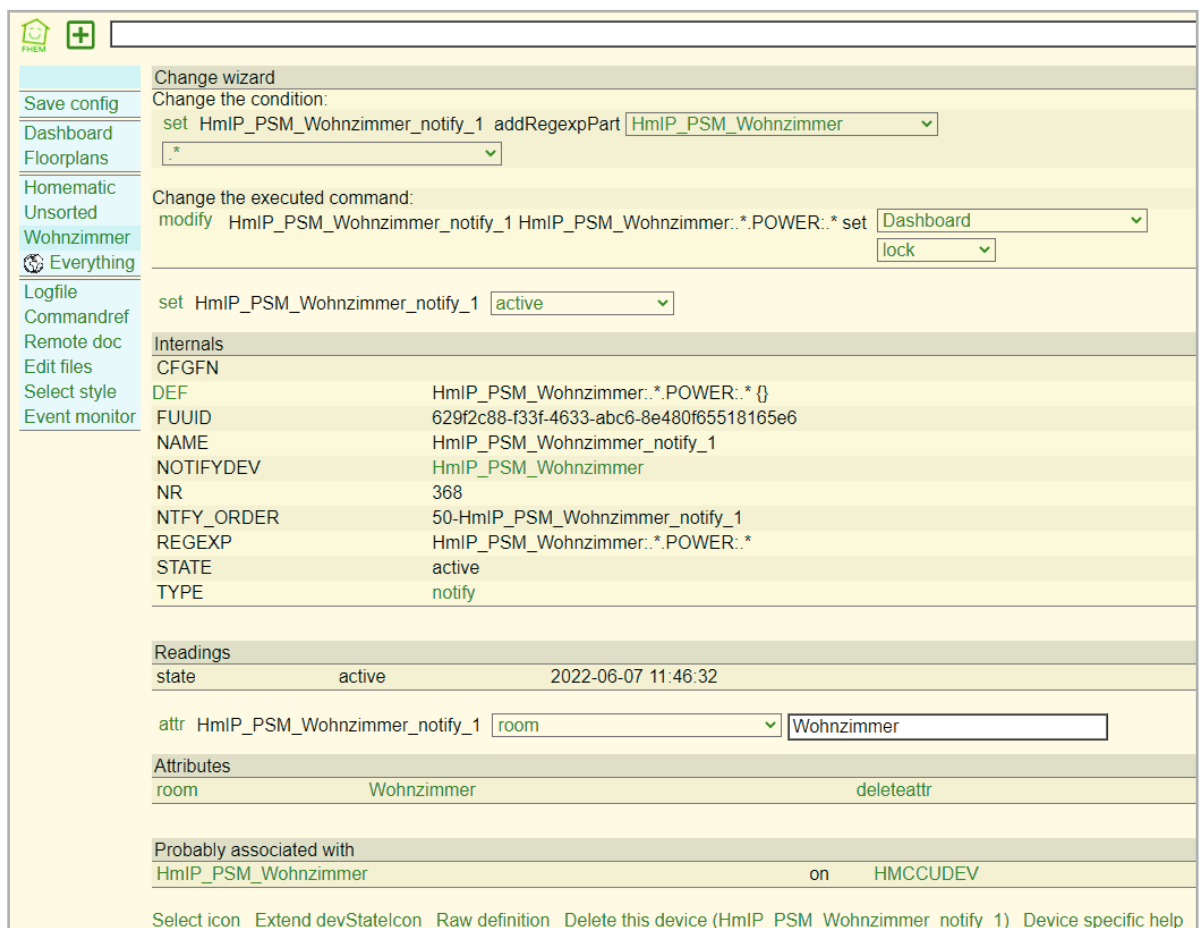 FHEM
Save config
Dashboard
Floorplans
Homematic
Unsorted
Wohnzimmer
Everything
Logfile
Commandref
Remote doc
Edit files
Select style
Event monitor
Change wizard
Change the condition:
set HmIP_PSM_Wohnzimmer_notify_1 addRegexpPart HmIP_PSM_Wohnzimmer
.*
Change the executed command:
modify HmIP_PSM_Wohnzimmer_notify_1 HmIP_PSM_Wohnzimmer:.*.POWER:.* set Dashboard
lock
set HmIP_PSM_Wohnzimmer_notify_1 active
Internals
CFGFN
DEF HmIP_PSM_Wohnzimmer:.*.POWER:.* {}
FUUID 629f2c88-f33f-4633-abc6-8e480f65518165e6
NAME HmIP_PSM_Wohnzimmer_notify_1
NOTIFYDEV HmIP_PSM_Wohnzimmer
NR 368
NTFY_ORDER 50-HmIP_PSM_Wohnzimmer_notify_1
REGEXP HmIP_PSM_Wohnzimmer:.*.POWER:.*
STATE active
TYPE notify
Readings
state active 2022-06-07 11:46:32
attr HmIP_PSM_Wohnzimmer_notify_1 room Wohnzimmer
Attributes
room Wohnzimmer deleteattr
Probably associated with
HmIP_PSM_Wohnzimmer on HMCCUDEV
Select icon Extend devStateIcon Raw definition Delete this device (HmIP_PSM_Wohnzimmer_notify_1) Device specific help